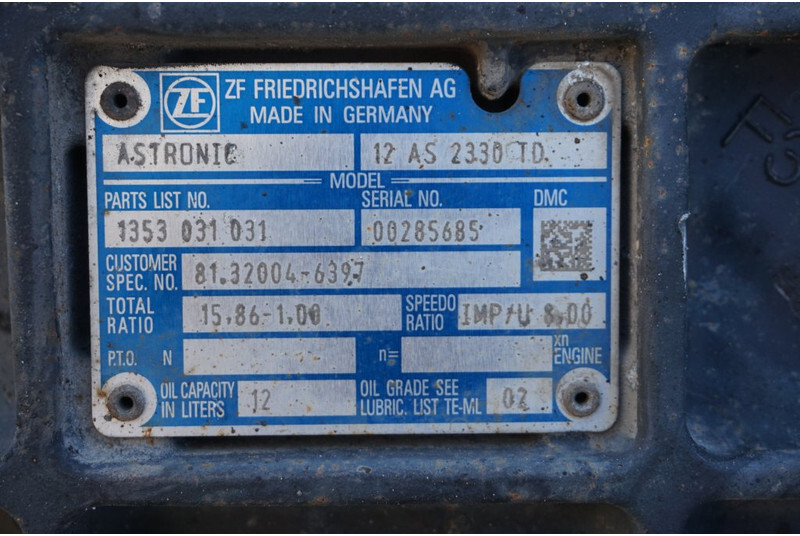 ZF ZF FRIEDRICHSHAFEN AG
MADE IN GERMANY
ASTRONIC 12 AS 2330 TD
MODEL
PARTS LIST NO. SERIAL NO. DMC
1353 031 031 00285685
CUSTOMER
SPEC. NO. 81.32004-6397
TOTAL
RATIO 15.86-1.00 SPEEDO
RATIO IMP/U 8.00
P.T.O. N n= xn
ENGINE
OIL CAPACITY
IN LITERS 12 OIL GRADE SEE
LUBRIC. LIST TE-ML 02